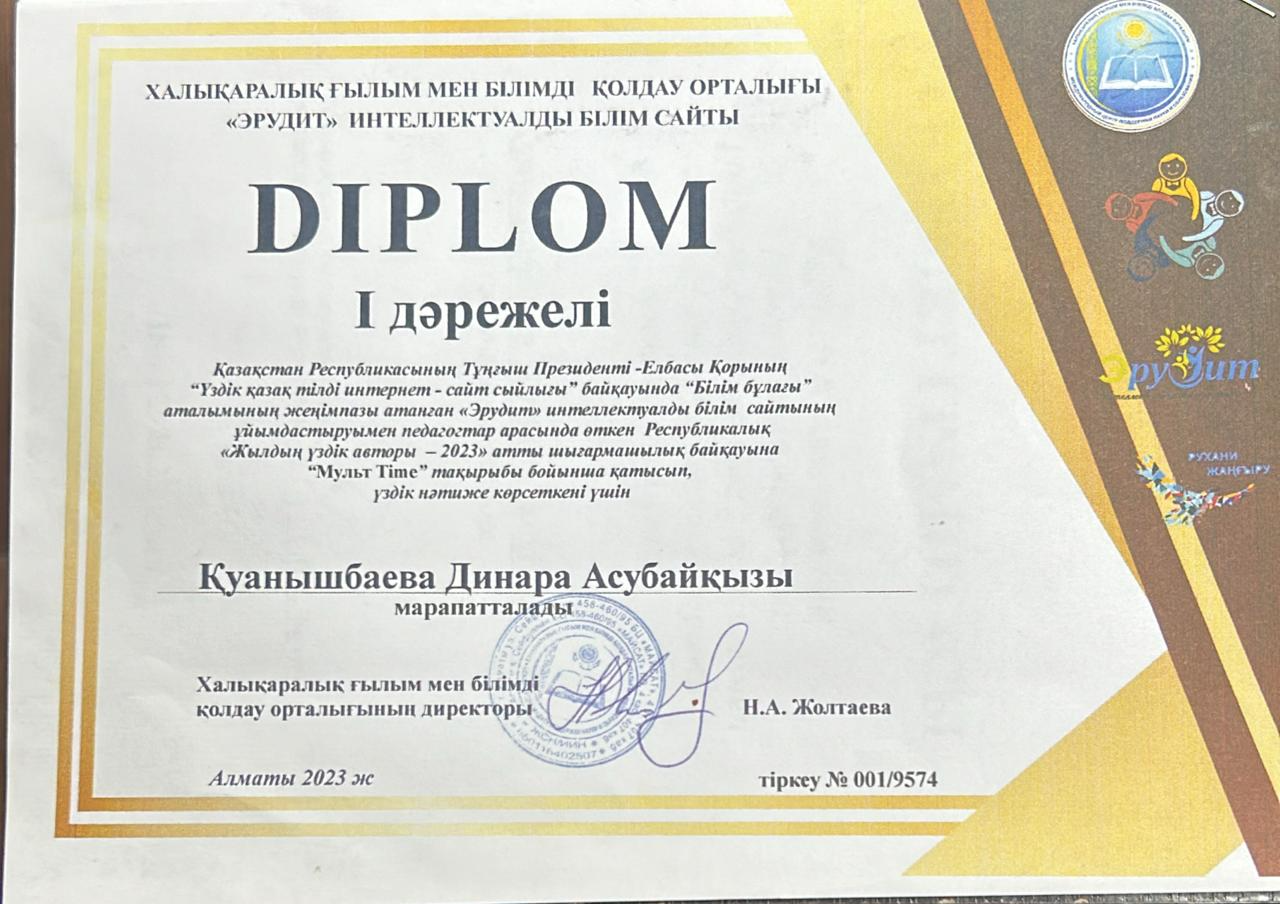 ХАЛЫҚАРАЛЫҚ ҒЫЛЫМ МЕН БІЛІМДІ ҚОЛДАУ ОРТАЛЫҒЫ
«ЭРУДИТ» ИНТЕЛЛЕКТУАЛДЫ БІЛІМ САЙТЫ
DIPLOM
I дәрежелі
Қазақстан Республикасының Тұңғыш Президенті -Елбасы Қорының
“Үздік қазақ тілді интернет - сайт сыйлығы” байқауында “Білім бұлағы”
аталымының жеңімпазы атанған «Эрудит» интеллектуалды білім сайтының
ұйымдастыруымен педагогтар арасында өткен Республикалық
«Жылдың үздік авторы – 2023» атты шығармашылық байқауына
“Мульт Time” тақырыбы бойынша қатысып,
үздік нәтиже көрсеткені үшін
Қуанышбаева Динара Асубайқызы
марапатталады
Халықаралық ғылым мен білімді
қолдау орталығының директоры
Н.А. Жолтаева
Алматы 2023 ж
тіркеу № 001/9574
Эрудит
РУХАНИ
ЖАҢҒЫРУ